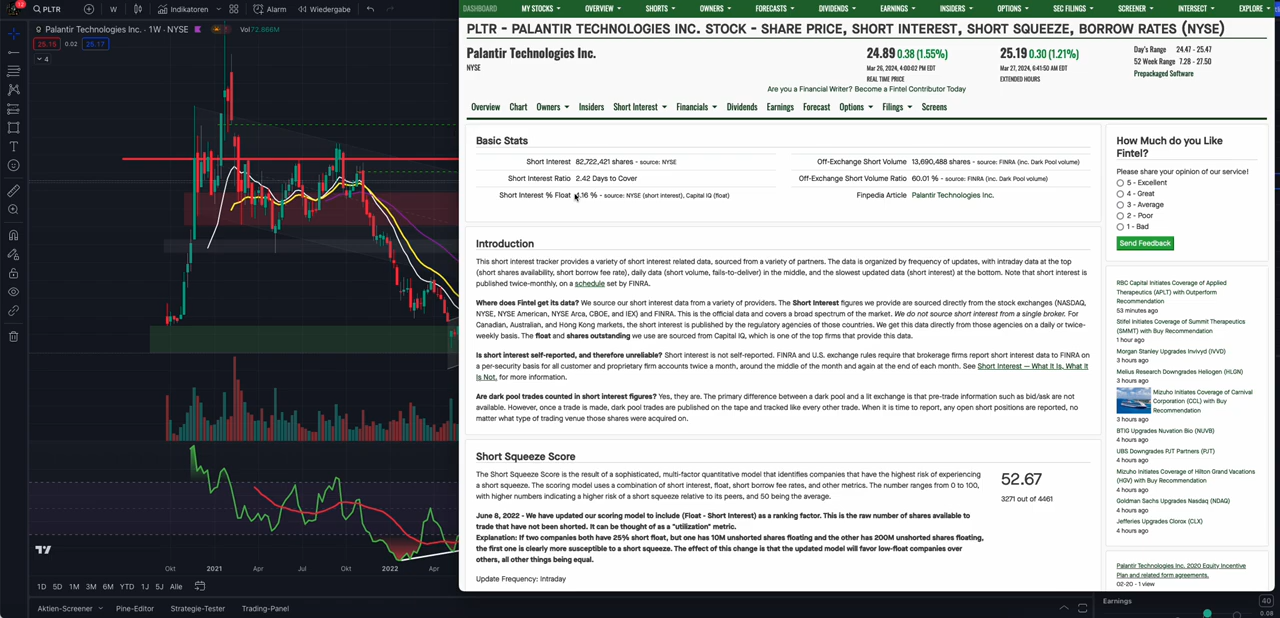 PLTR
W
Indikatoren
Alarm
Wiedergabe
Palantir Technologies Inc. · 1W · NYSE
Vol 72.886M
25.15 0.02 25.17
4
Okt 2021 Apr Jul Okt 2022 Apr
1D 5D 1M 3M 6M YTD 1J 5J Alle
Aktien-Screener Pine-Editor Strategie-Tester Trading-Panel
DASHBOARD MY STOCKS OVERVIEW SHORTS OWNERS FORECASTS DIVIDENDS EARNINGS INSIDERS OPTIONS SEC FILINGS SCREENER INTERSECT EXPLORE
PLTR - PALANTIR TECHNOLOGIES INC. STOCK - SHARE PRICE, SHORT INTEREST, SHORT SQUEEZE, BORROW RATES (NYSE)
Palantir Technologies Inc.
NYSE
24.89 0.38 (1.55%)
Mar 26, 2024, 4:00:02 PM EDT
REAL TIME PRICE
25.19 0.30 (1.21%)
Mar 27, 2024, 6:41:50 AM EDT
EXTENDED HOURS
Day's Range 24.47 - 25.47
52 Week Range 7.28 - 27.50
Prepackaged Software
Are you a Financial Writer? Become a Fintel Contributor Today
Overview Chart Owners Insiders Short Interest Financials Dividends Earnings Forecast Options Filings Screens
Basic Stats
Short Interest 82,722,421 shares - source: NYSE
Short Interest Ratio 2.42 Days to Cover
Short Interest % Float 4.16 % - source: NYSE (short interest), Capital IQ (float)
Off-Exchange Short Volume 13,690,488 shares - source: FINRA (inc. Dark Pool volume)
Off-Exchange Short Volume Ratio 60.01 % - source: FINRA (inc. Dark Pool volume)
Finpedia Article Palantir Technologies Inc.
Introduction
This short interest tracker provides a variety of short interest related data, sourced from a variety of partners. The data is organized by frequency of updates, with intraday data at the top
(short shares availability, short borrow fee rate), daily data (short volume, fails-to-deliver) in the middle, and the slowest updated data (short interest) at the bottom. Note that short interest is
published twice-monthly, on a schedule set by FINRA.
Where does Fintel get its data? We source our short interest data from a variety of providers. The Short Interest figures we provide are sourced directly from the stock exchanges (NASDAQ,
NYSE, NYSE American, NYSE Arca, CBOE, and IEX) and FINRA. This is the official data and covers a broad spectrum of the market. We do not source short interest from a single broker. For
Canadian, Australian, and Hong Kong markets, the short interest is published by the regulatory agencies of those countries. We get this data directly from those agencies on a daily or twice-
weekly basis. The float and shares outstanding we use are sourced from Capital IQ, which is one of the top firms that provide this data.
Is short interest self-reported, and therefore unreliable? Short interest is not self-reported. FINRA and U.S. exchange rules require that brokerage firms report short interest data to FINRA on
a per-security basis for all customer and proprietary firm accounts twice a month, around the middle of the month and again at the end of each month. See Short Interest — What It Is, What It
Is Not, for more information.
Are dark pool trades counted in short interest figures? Yes, they are. The primary difference between a dark pool and a lit exchange is that pre-trade information such as bid/ask are not
available. However, once a trade is made, dark pool trades are published on the tape and tracked like every other trade. When it is time to report, any open short positions are reported, no
matter what type of trading venue those shares were acquired on.
Short Squeeze Score
The Short Squeeze Score is the result of a sophisticated, multi-factor quantitative model that identifies companies that have the highest risk of experiencing
a short squeeze. The scoring model uses a combination of short interest, float, short borrow fee rates, and other metrics. The number ranges from 0 to 100,
with higher numbers indicating a higher risk of a short squeeze relative to its peers, and 50 being the average.
52.67
3271 out of 4461
June 8, 2022 - We have updated our scoring model to include (Float - Short Interest) as a ranking factor. This is the raw number of shares available to
trade that have not been shorted. It can be thought of as a "utilization" metric.
Explanation: If two companies both have 25% short float, but one has 10M unshorted shares floating and the other has 200M unshorted shares floating,
the first one is clearly more susceptible to a short squeeze. The effect of this change is that the updated model will favor low-float companies over
others, all other things being equal.
Update Frequency: Intraday
How Much do you Like
Fintel?
Please share your opinion of our service!
5 - Excellent
4 - Great
3 - Average
2 - Poor
1 - Bad
Send Feedback
RBC Capital Initiates Coverage of Applied
Therapeutics (APLT) with Outperform
Recommendation
53 minutes ago
Stifel Initiates Coverage of Summit Therapeutics
(SMMT) with Buy Recommendation
1 hour ago
Morgan Stanley Upgrades Invivyd (IVVD)
3 hours ago
Melius Research Downgrades Heliogen (HLGN)
3 hours ago
Mizuho Initiates Coverage of Carnival
Corporation (CCL) with Buy
Recommendation
3 hours ago
BTIG Upgrades Nuvation Bio (NUVB)
4 hours ago
UBS Downgrades PJT Partners (PJT)
4 hours ago
Mizuho Initiates Coverage of Hilton Grand Vacations
(HGV) with Buy Recommendation
4 hours ago
Goldman Sachs Upgrades Nasdaq (NDAQ)
4 hours ago
Jefferies Upgrades Clorox (CLX)
4 hours ago
Palantir Technologies Inc. 2020 Equity Incentive
Plan and related form agreements.
02-20 - 1 view
Earnings
40
0.08